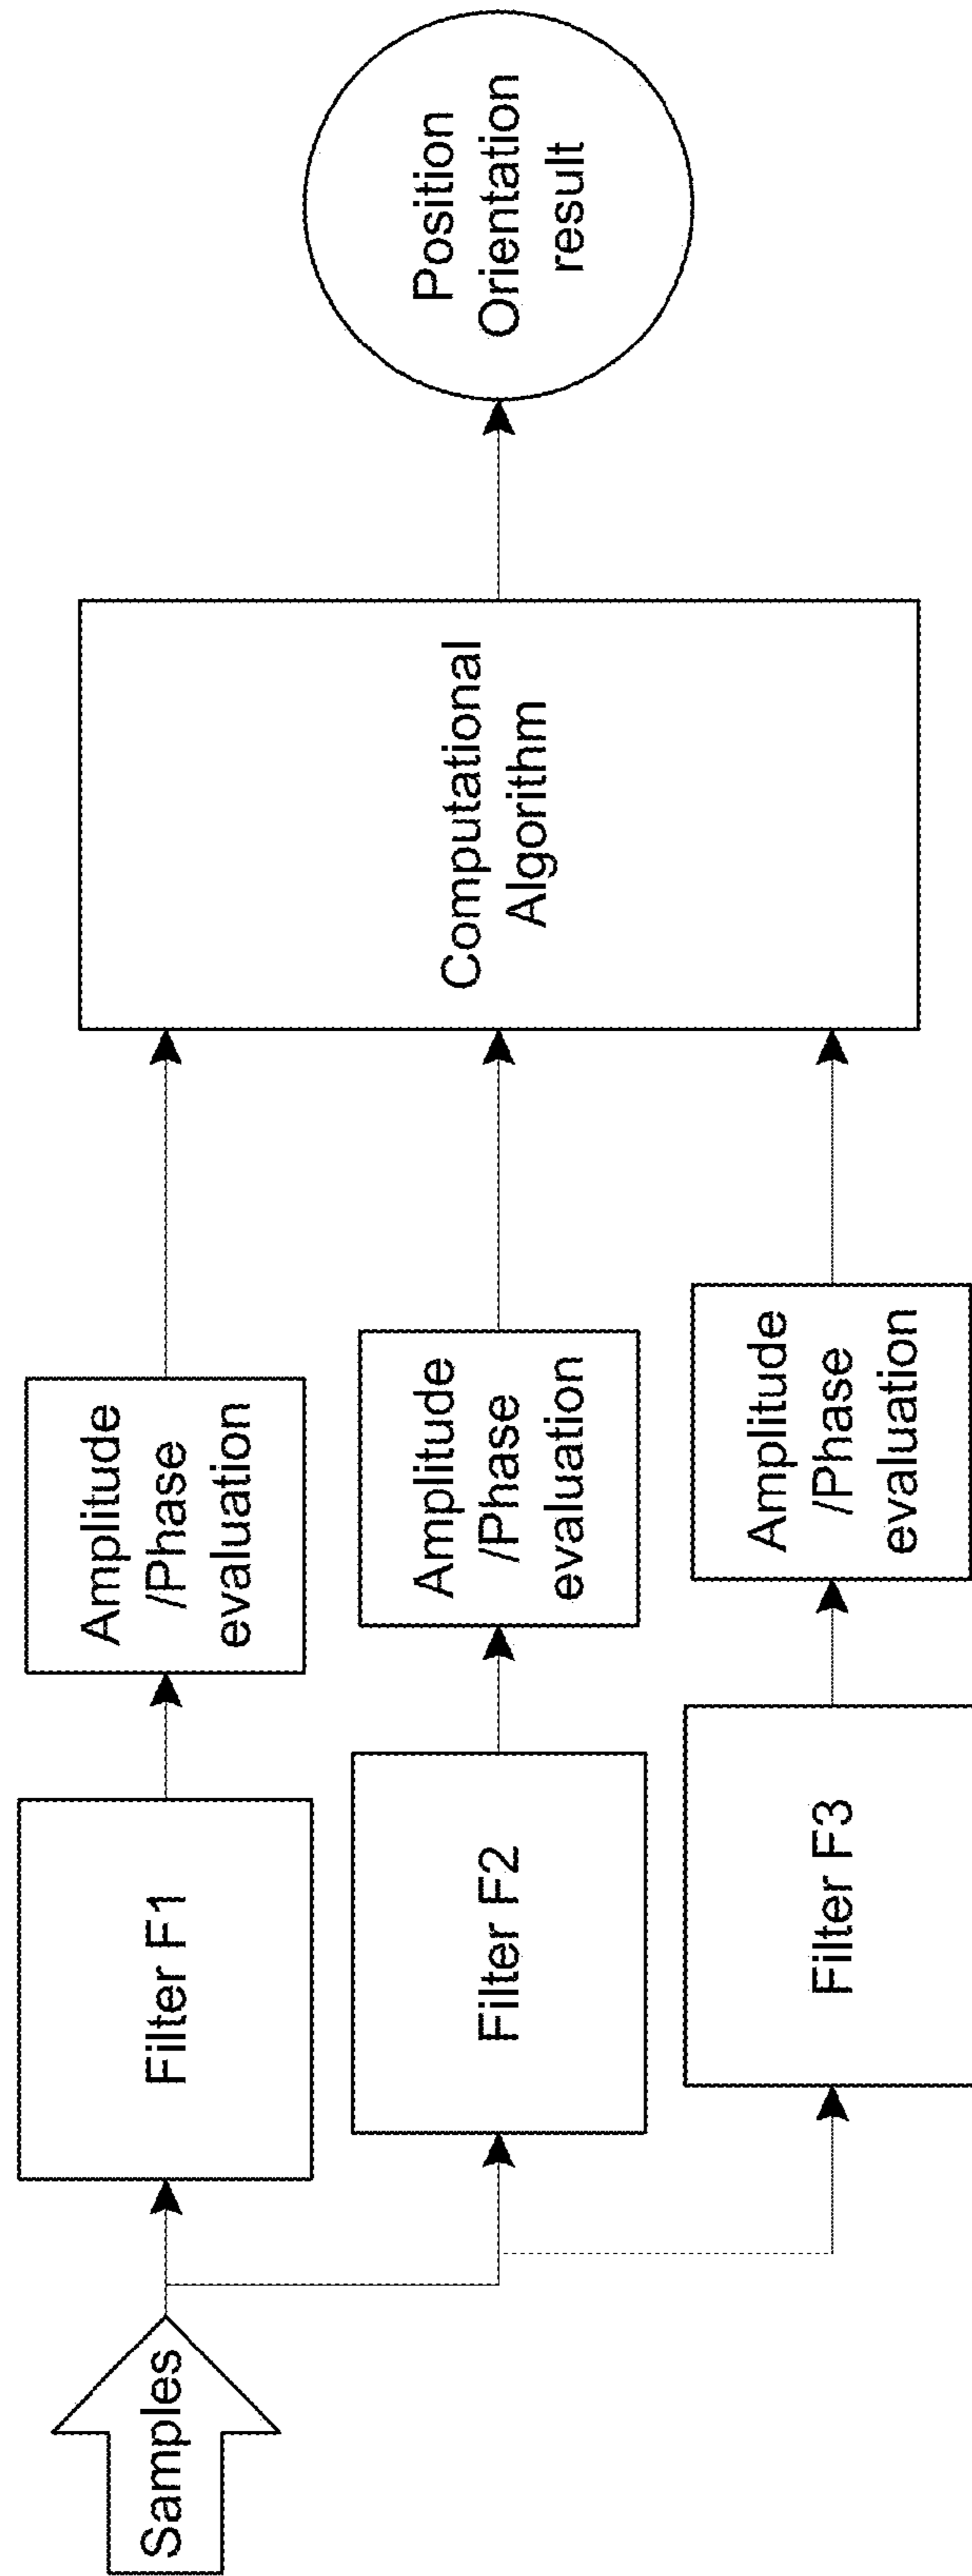 Samples
Filter F1
Amplitude
/Phase
evaluation
Filter F2
Amplitude
/Phase
evaluation
Filter F3
Amplitude
/Phase
evaluation
Computational
Algorithm
Position
Orientation
result